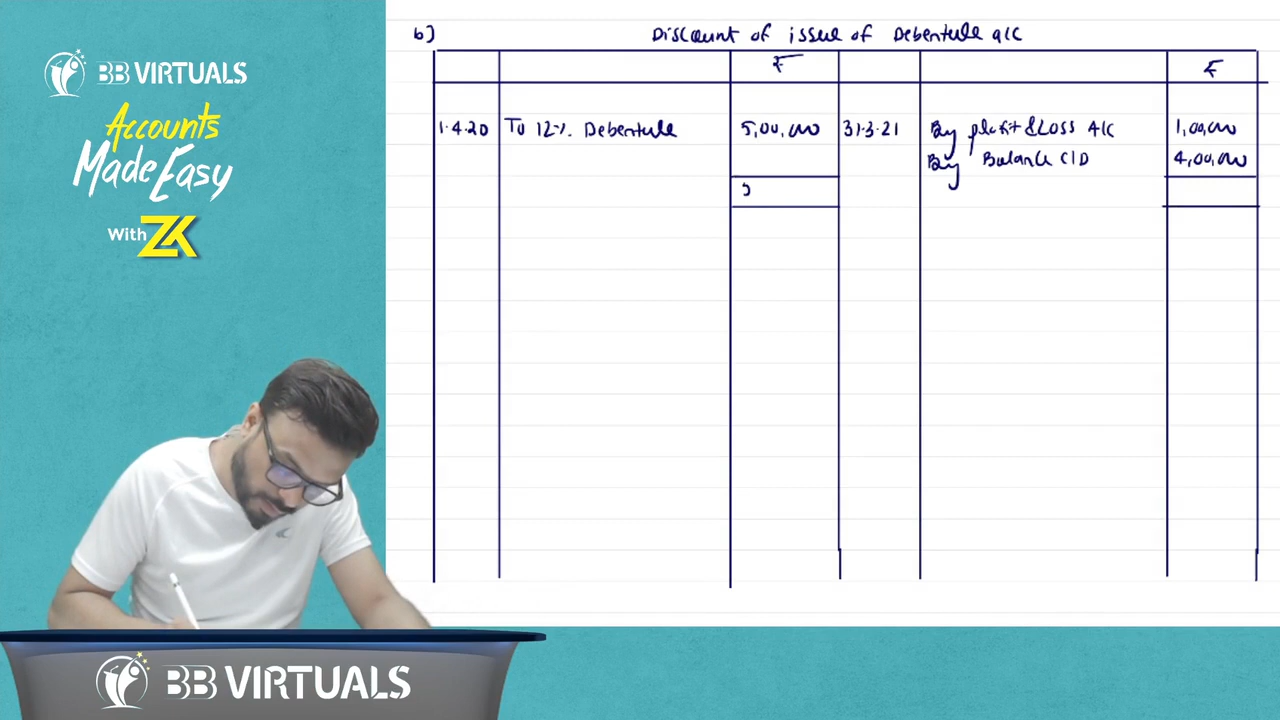 BB VIRTUALS
Accounts
Made Easy
With ZK
b) Discount of issue of Debenture a/c
₹ ₹
1.4.20 To 12% Debenture 5,00,000 31.3.21 By profit & Loss A/c 1,00,000
By Balance C/D 4,00,000
5
BB VIRTUALS